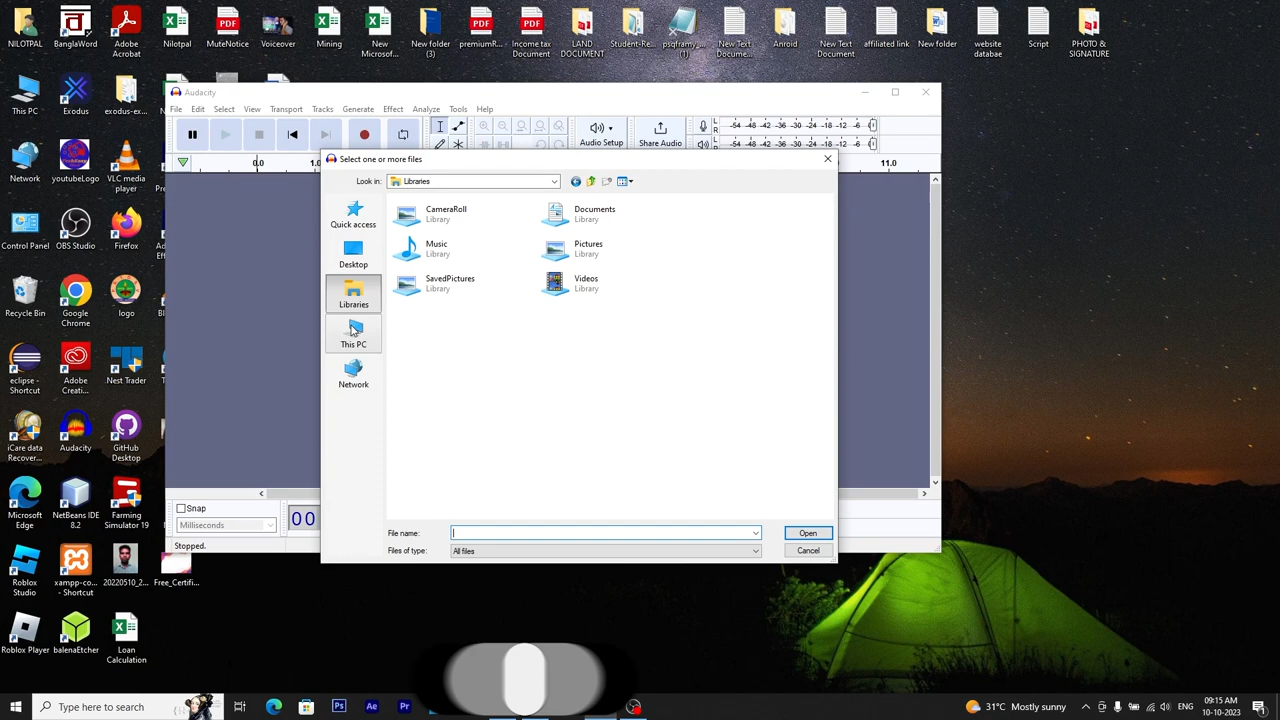 NILOTPAL
BanglaWord
Adobe
Acrobat
Nilotpal
MuteNotice
Voiceover
Mining
New
Microsof...
New folder
(3)
premiumR...
Income tax
Document
LAND
DOCUMENT
Student-Re...
psqframy_...
(1)
New Text
Docume...
Anroid
New Text
Document
affiliated link
New folder
website
databae
Script
PHOTO &
SIGNATURE
This PC
Exodus
exodus-ex...
Network
youtubeLogo
VLC media
player
Control Panel
OBS Studio
Firefox
Recycle Bin
Google
Chrome
logo
eclipse -
Shortcut
Adobe
Creati...
.Nest Trader
iCare data
Recover...
Audacity
GitHub
Desktop
Microsoft
Edge
NetBeans IDE
8.2
Farming
Simulator 19
Roblox
Studio
xampp-co...
- Shortcut
20220510_2...
Free_Certifi...
Roblox Player
balenaEtcher
Loan
Calculation
Audacity
File Edit Select View Transport Tracks Generate Effect Analyze Tools Help
Audio Setup
Share Audio
L
R
-54 -48 -42 -36 -30 -24 -18 -12 -6
L
R
-54 -48 -42 -36 -30 -24 -18 -12 -6
0.0
1.0
11.0
Select one or more files
Look in:
Libraries
Quick access
Desktop
Libraries
This PC
Network
CameraRoll
Library
Documents
Library
Music
Library
Pictures
Library
SavedPictures
Library
Videos
Library
File name:
Open
Files of type:
All files
Cancel
Snap
Milliseconds
00
Stopped.
Type here to search
Ps
Ae
Pr
31°C Mostly sunny
ENG
09:15 AM
10-10-2023